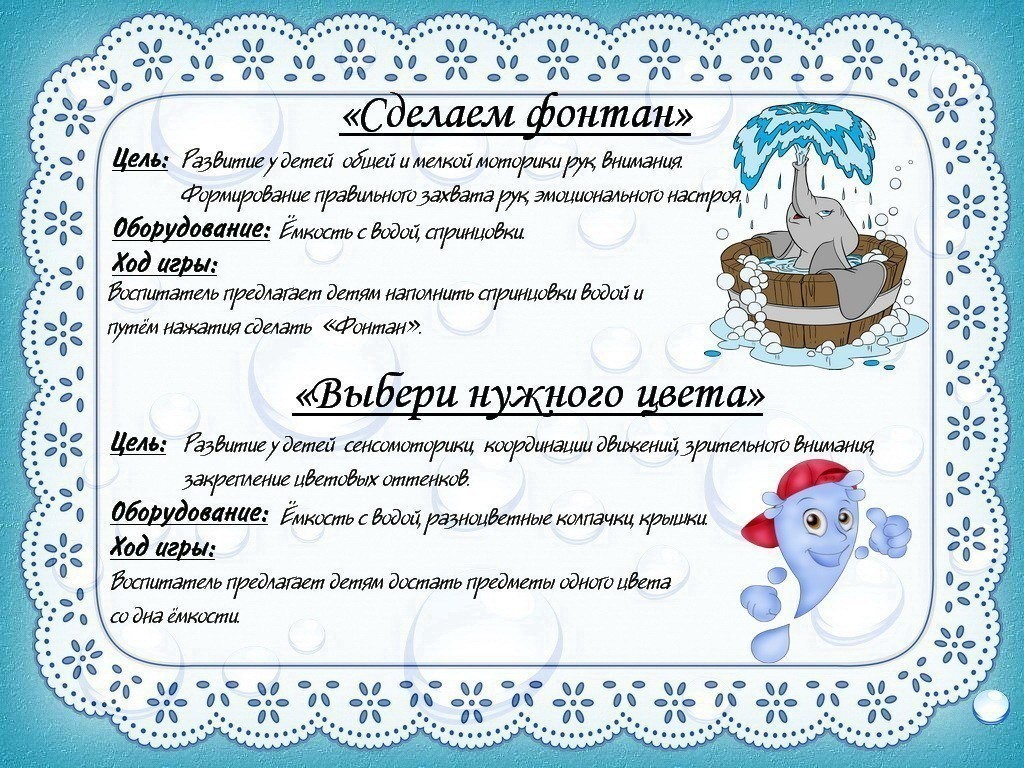 «Сделаем фонтан»
Цель: Развитие у детей общей и мелкой моторики рук, внимания.
Формирование правильного захвата рук, эмоционального настроя.
Оборудование: Ёмкость с водой, спринцовки.
Ход игры:
Воспитатель предлагает детям наполнить спринцовки водой и
путём нажатия сделать «Фонтан».
«Выбери нужного цвета»
Цель: Развитие у детей сенсомоторики, координации движений, зрительного внимания,
закрепление цветовых оттенков.
Оборудование: Ёмкость с водой, разноцветные колпачки, крышки.
Ход игры:
Воспитатель предлагает детям достать предметы одного цвета
со дна ёмкости.